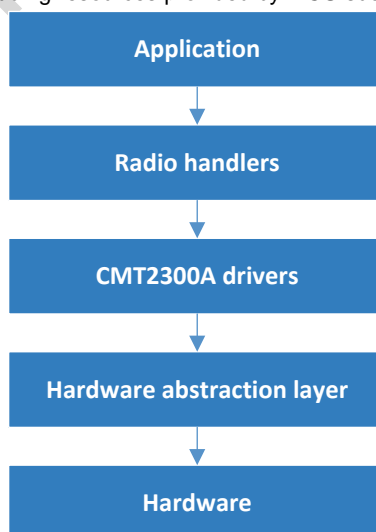 Application
Radio handlers
CMT2300A drivers
Hardware abstraction layer
Hardware